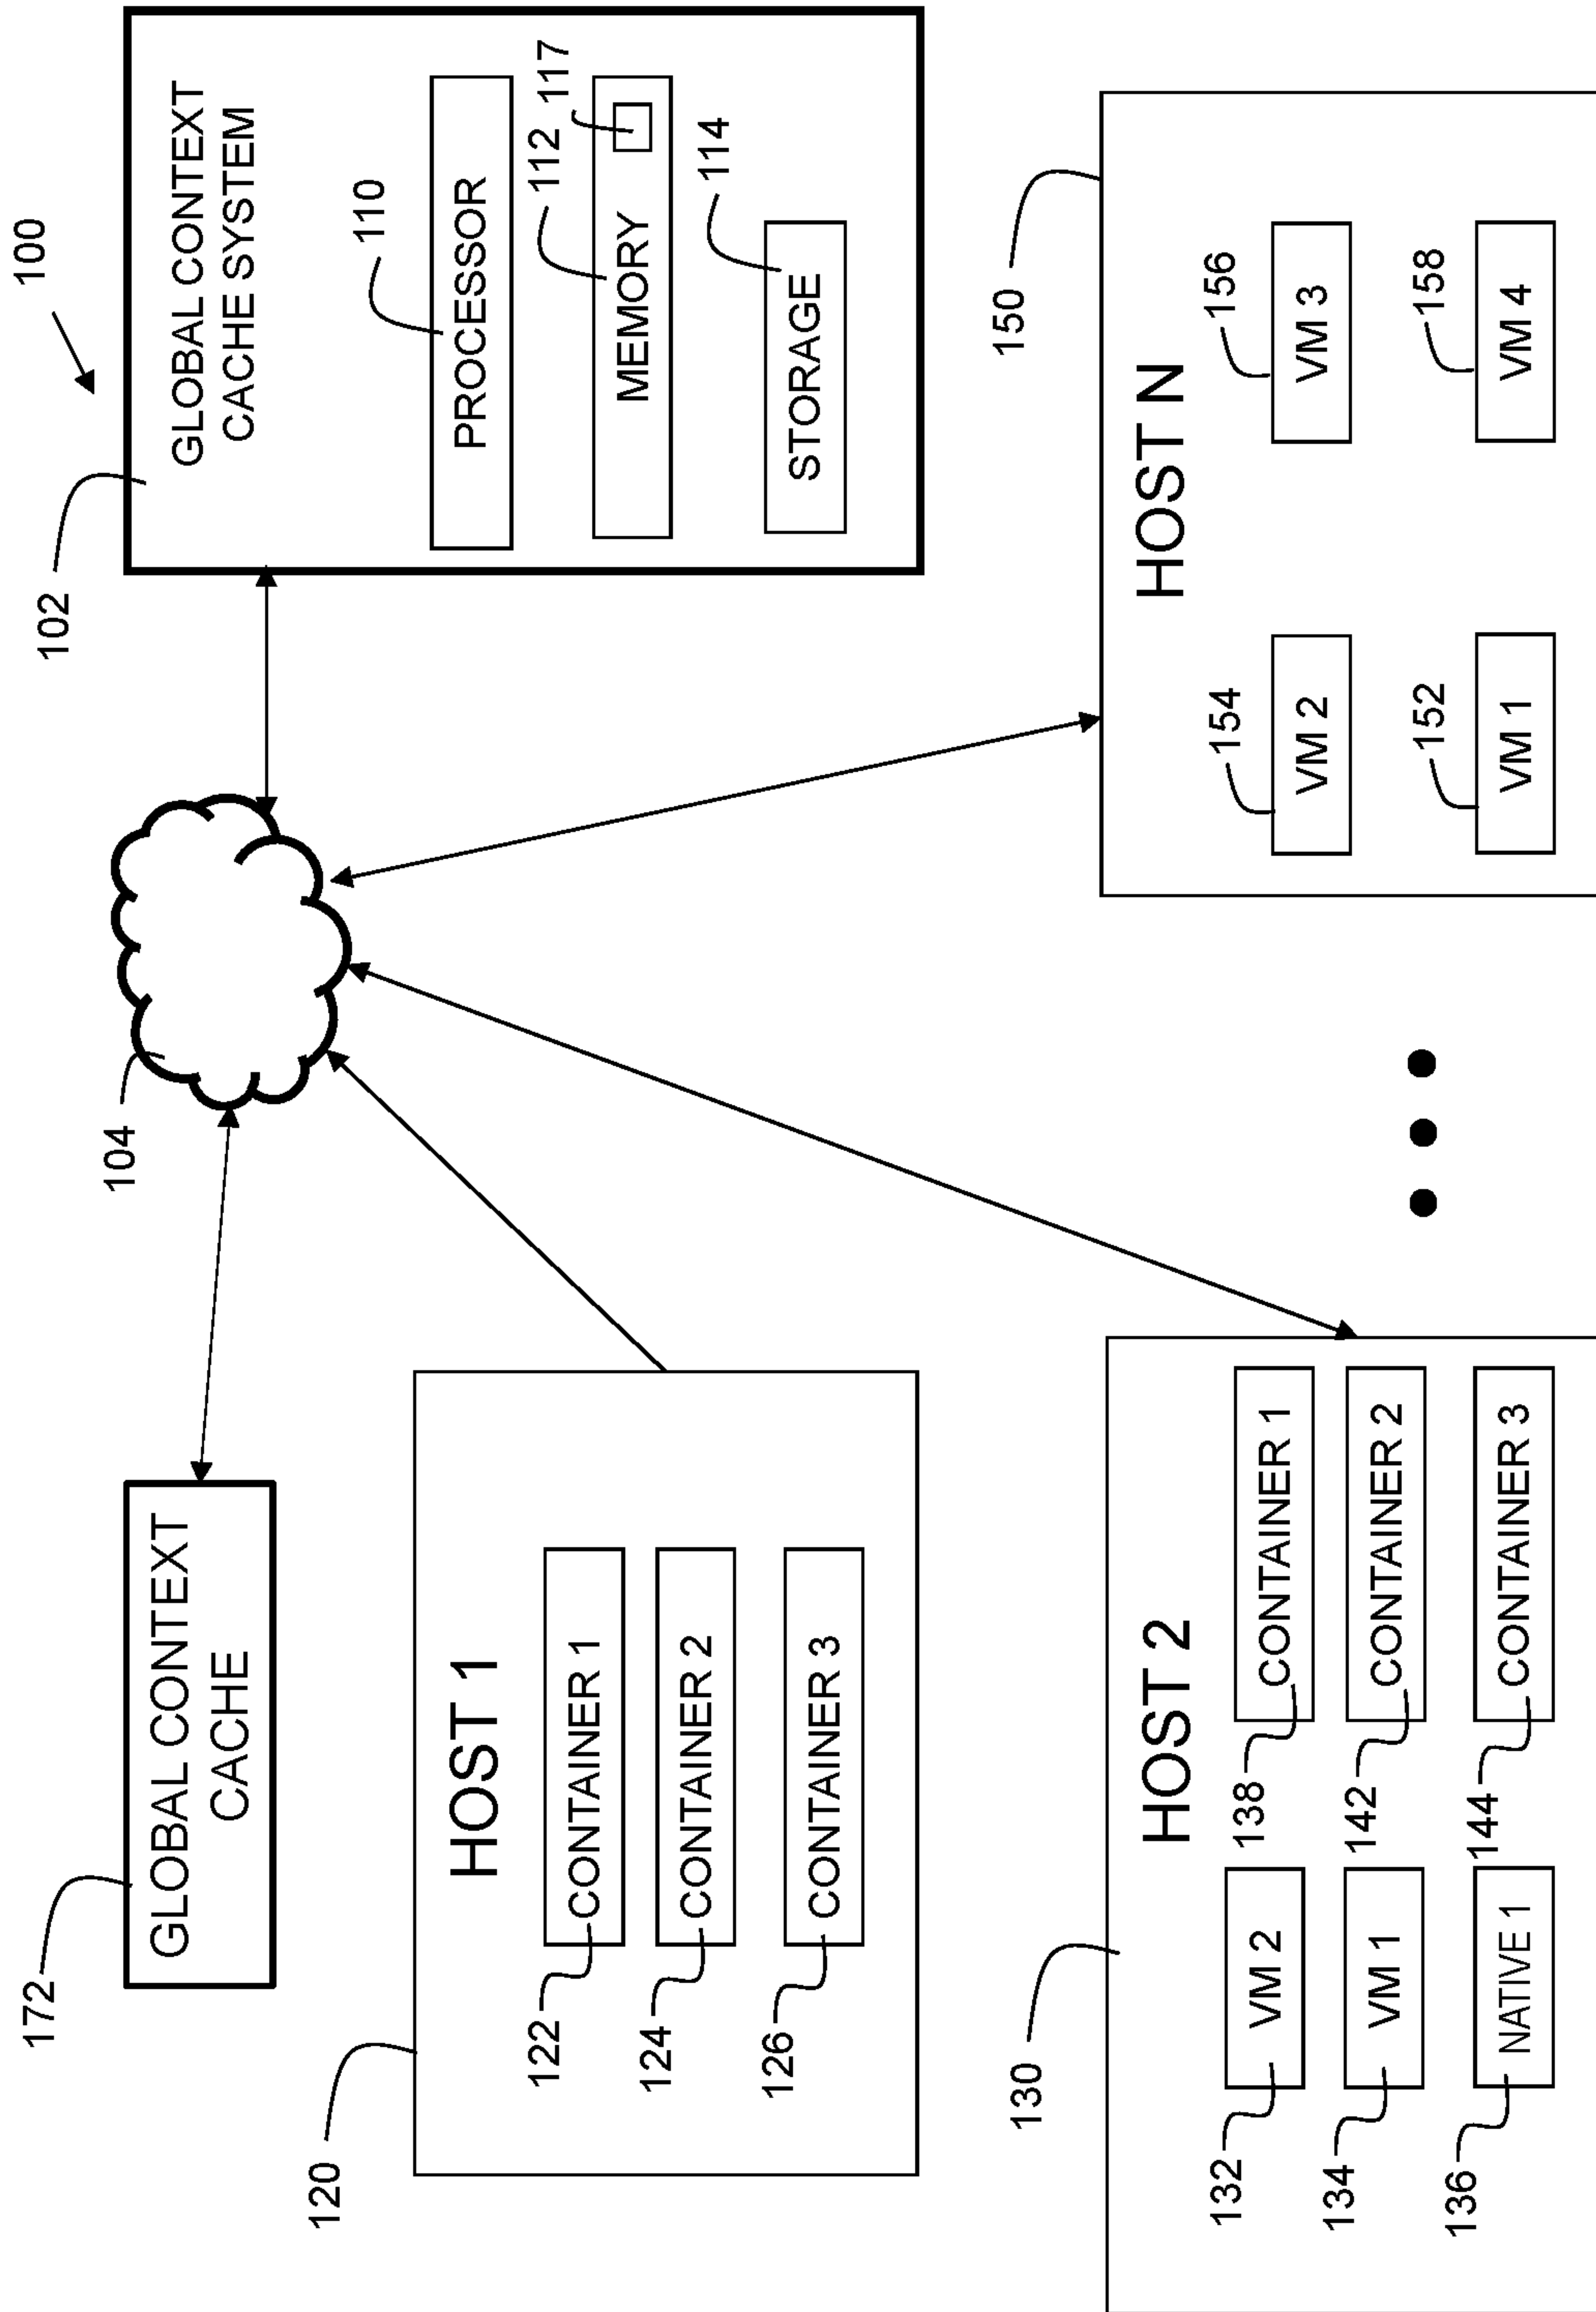 100
102
GLOBAL CONTEXT
CACHE SYSTEM
110
PROCESSOR
112
117
MEMORY
114
STORAGE
104
172
GLOBAL CONTEXT
CACHE
120
HOST 1
122
CONTAINER 1
124
CONTAINER 2
126
CONTAINER 3
130
HOST 2
132
VM 2
138
CONTAINER 1
134
VM 1
142
CONTAINER 2
136
NATIVE 1
144
CONTAINER 3
150
HOST N
154
VM 2
156
VM 3
152
VM 1
158
VM 4